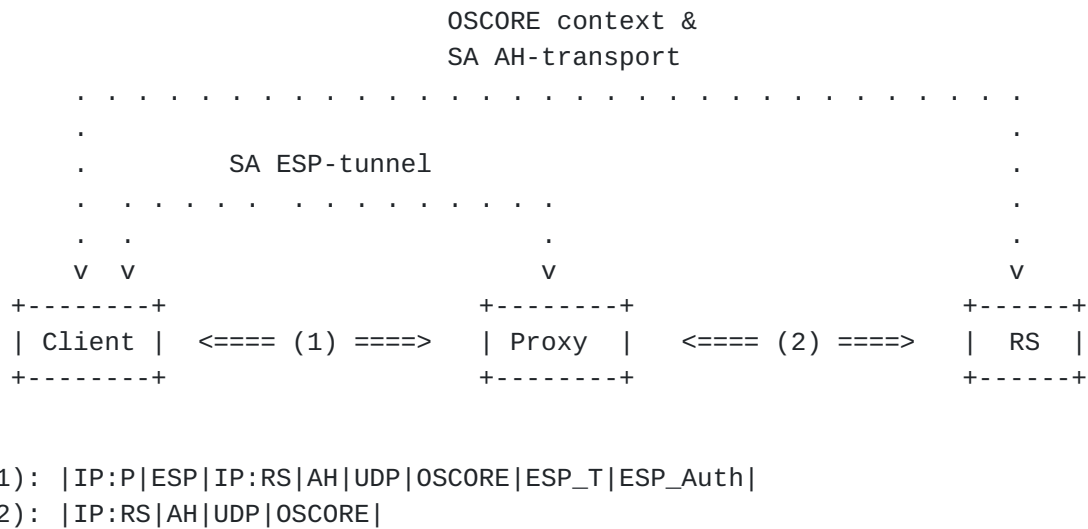 OSCORE context &
SA AH-transport
. . . . . . . . . . . . . . . . . . . . . . . . . . . . . . .
. .
. SA ESP-tunnel .
. . . . . . . . . . . . . . . . .
. . . .
v v v v
+--------+ +--------+ +------+
| Client | <==== (1) ====> | Proxy | <==== (2) ====> | RS |
+--------+ +--------+ +------+
1): |IP:P|ESP|IP:RS|AH|UDP|OSCORE|ESP_T|ESP_Auth|
2): |IP:RS|AH|UDP|OSCORE|